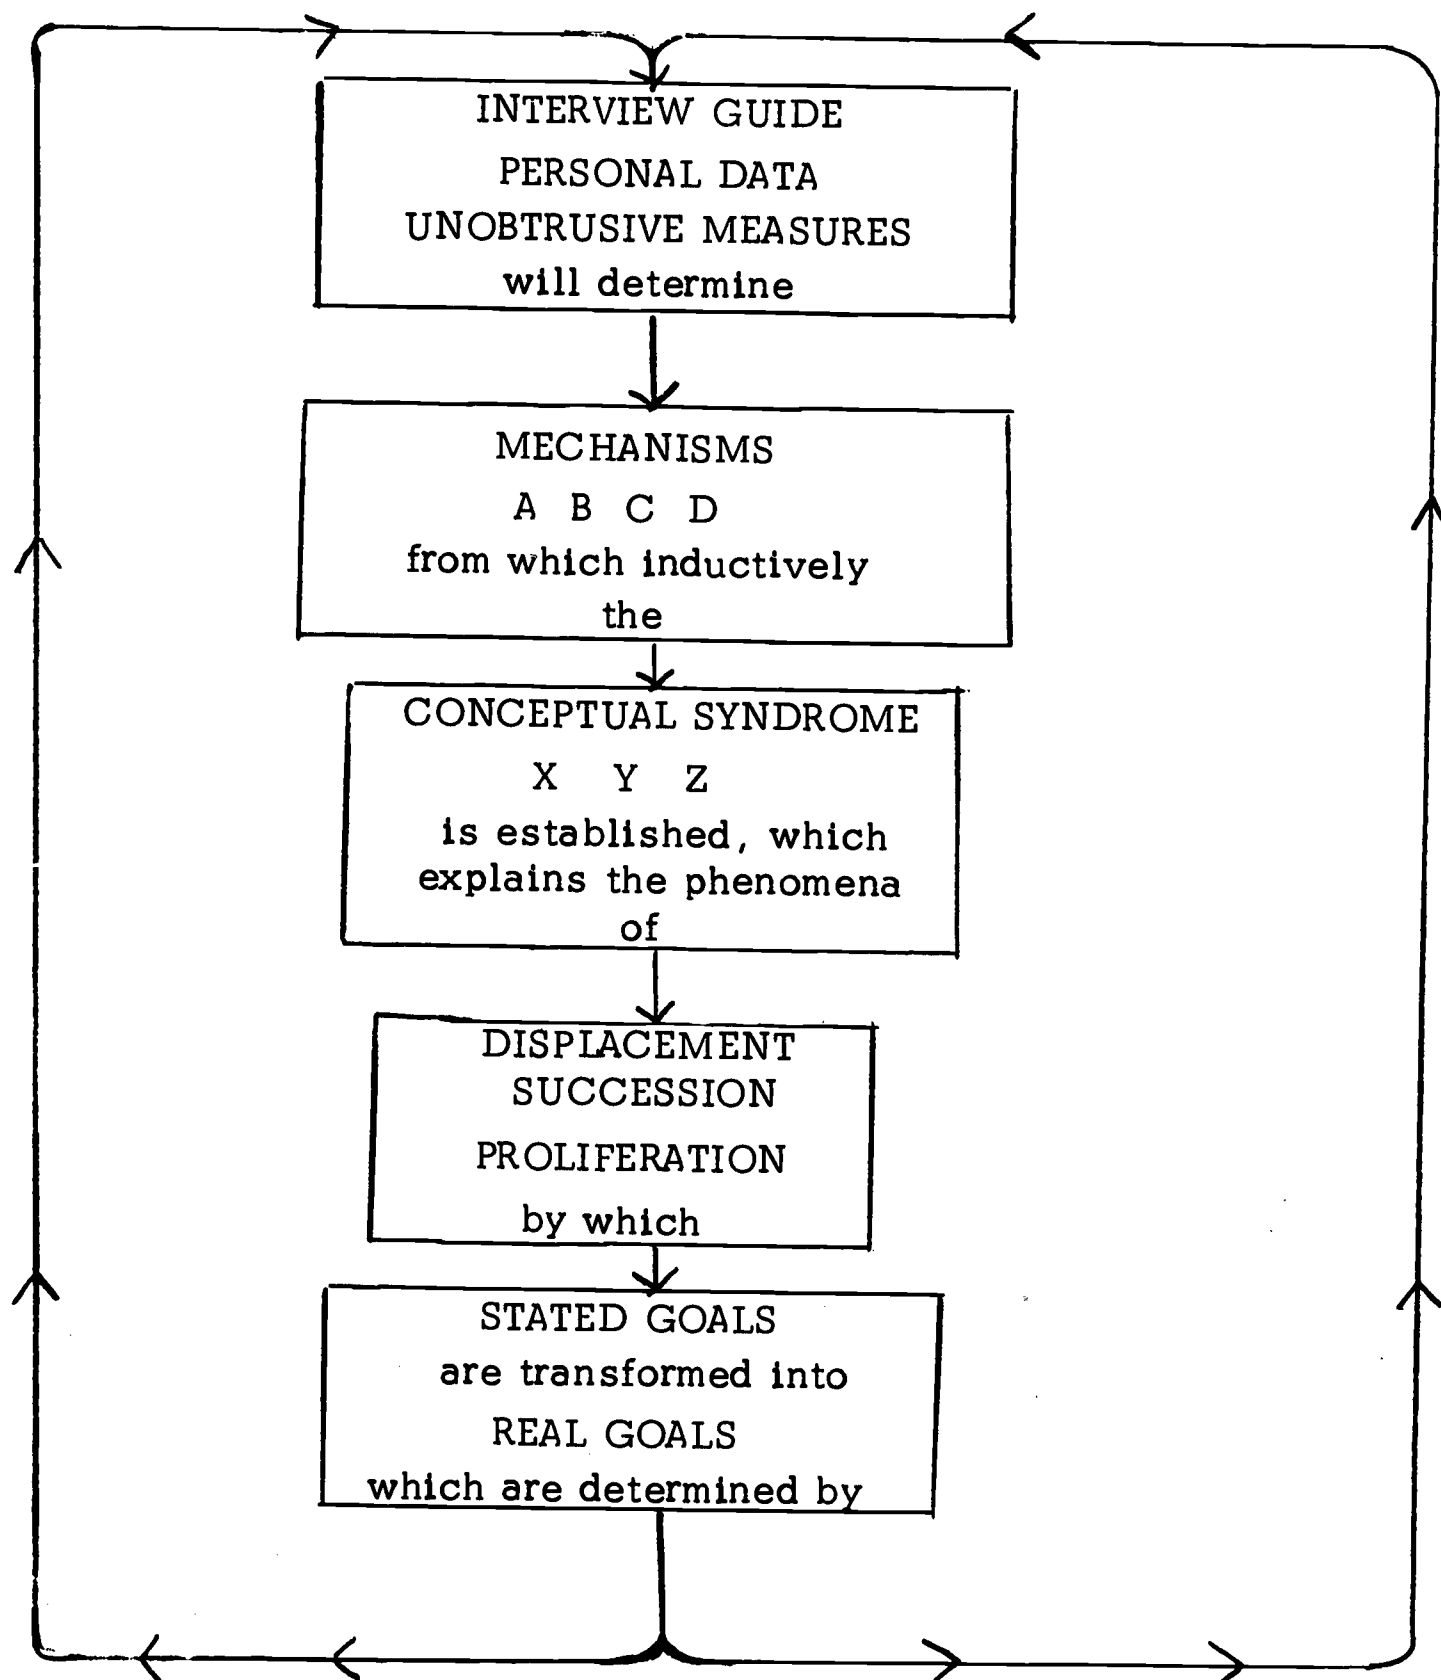 INTERVIEW GUIDE
PERSONAL DATA
UNOBTRUSIVE MEASURES
will determine
MECHANISMS
A B C D
from which inductively
the
CONCEPTUAL SYNDROME
X Y Z
is established, which
explains the phenomena
of
DISPLACEMENT
SUCCESSION
PROLIFERATION
by which
STATED GOALS
are transformed into
REAL GOALS
which are determined by